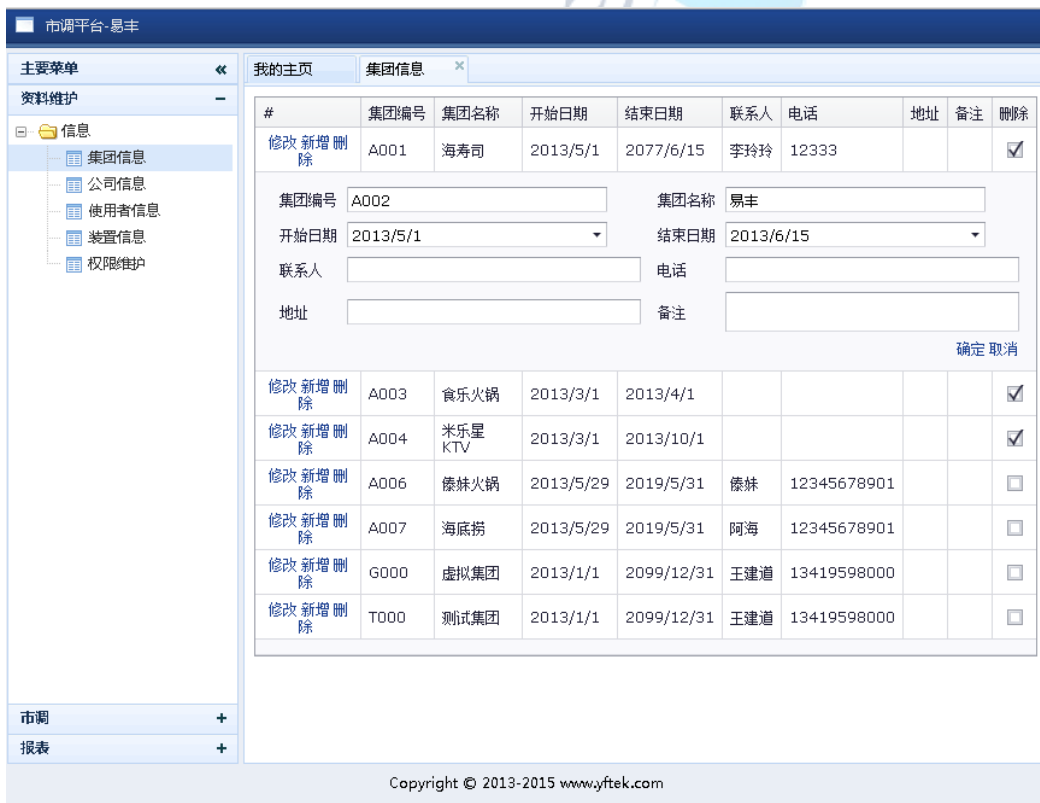 市调平台-易丰
主要菜单 «
资料维护 −
信息
集团信息
公司信息
使用者信息
装置信息
权限维护
市调 +
报表 +
我的主页 集团信息 ×
# 集团编号 集团名称 开始日期 结束日期 联系人 电话 地址 备注 删除
修改 新增 删除 A001 海寿司 2013/5/1 2077/6/15 李玲玲 12333
集团编号 A002 集团名称 易丰
开始日期 2013/5/1 结束日期 2013/6/15
联系人 电话
地址 备注
确定 取消
修改 新增 删除 A003 食乐火锅 2013/3/1 2013/4/1
修改 新增 删除 A004 米乐星KTV 2013/3/1 2013/10/1
修改 新增 删除 A006 傣妹火锅 2013/5/29 2019/5/31 傣妹 12345678901
修改 新增 删除 A007 海底捞 2013/5/29 2019/5/31 阿海 12345678901
修改 新增 删除 G000 虚拟集团 2013/1/1 2099/12/31 王建道 13419598000
修改 新增 删除 T000 测试集团 2013/1/1 2099/12/31 王建道 13419598000
Copyright © 2013-2015 www.yftek.com